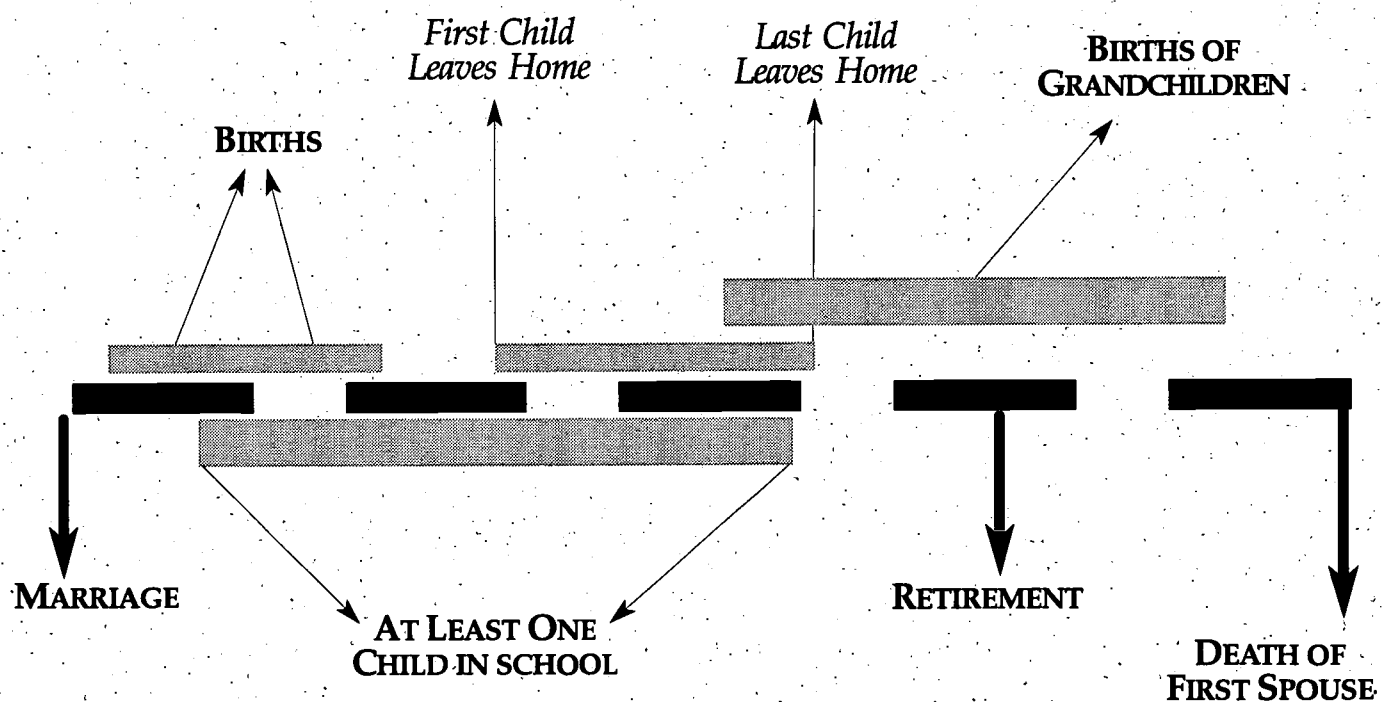 First Child
Leaves Home
Last Child
Leaves Home
BIRTHS OF
GRANDCHILDREN
BIRTHS
MARRIAGE
AT LEAST ONE
CHILD IN SCHOOL
RETIREMENT
DEATH OF
FIRST SPOUSE